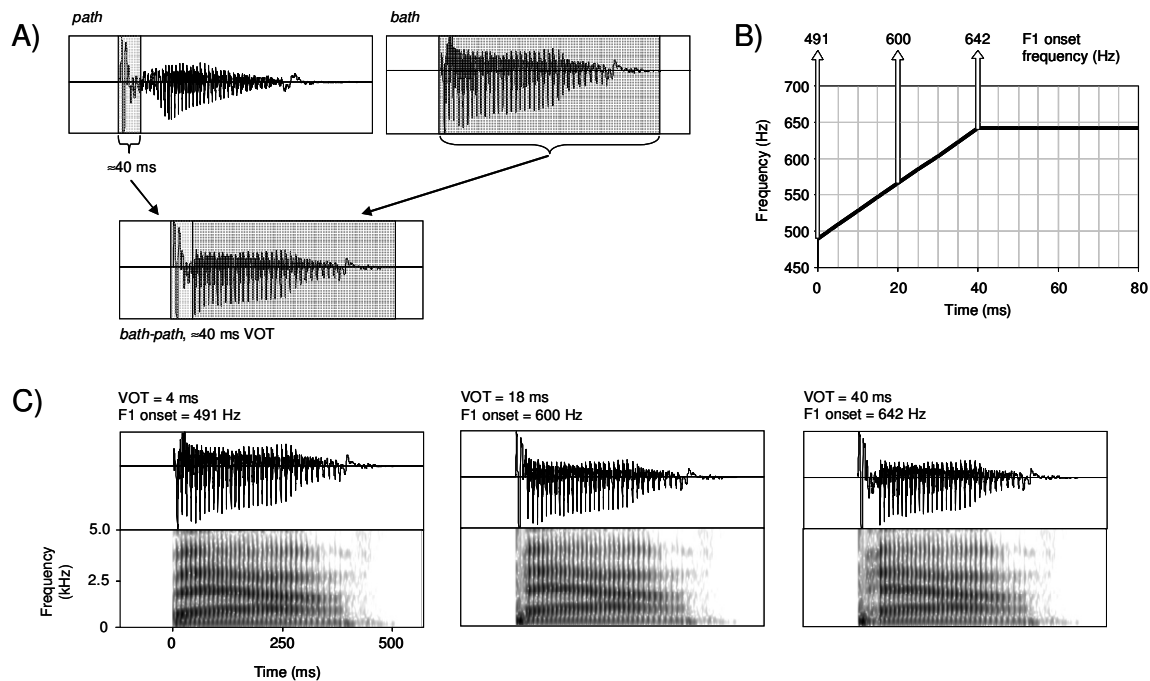 A)
path
bath
≈40 ms
bath-path, ≈40 ms VOT
B)
491
600
642
F1 onset
frequency (Hz)
700
650
600
550
500
450
Frequency (Hz)
0
20
40
60
80
Time (ms)
C)
VOT = 4 ms
F1 onset = 491 Hz
VOT = 18 ms
F1 onset = 600 Hz
VOT = 40 ms
F1 onset = 642 Hz
5.0
2.5
0
Frequency
(kHz)
0
250
500
Time (ms)